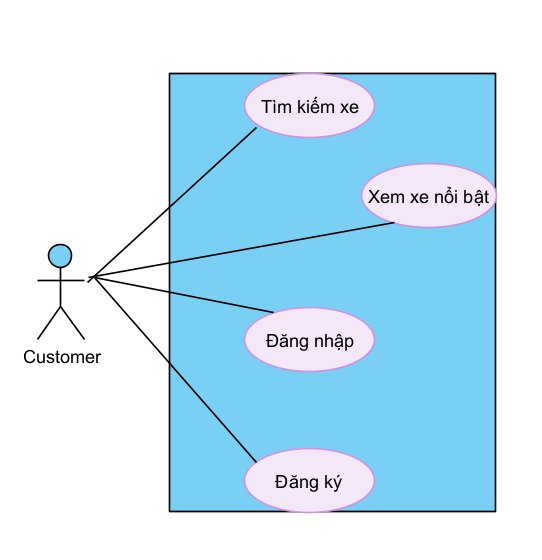 Tìm kiếm xe
Xem xe nổi bật
Customer
Đăng nhập
Đăng ký